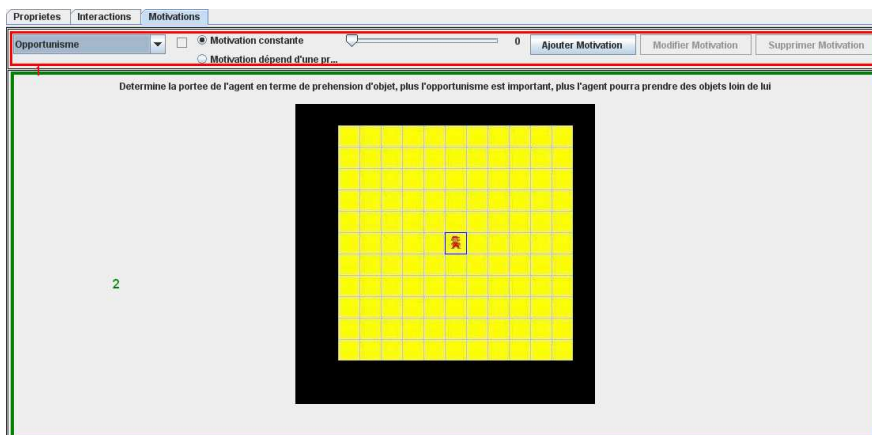 Proprietes Interactions Motivations
Opportunisme Motivation constante 0 Ajouter Motivation Modifier Motivation Supprimer Motivation
Motivation dépend d'une pr...
1
Determine la portee de l'agent en terme de prehension d'objet, plus l'opportunisme est important, plus l'agent pourra prendre des objets loin de lui
2